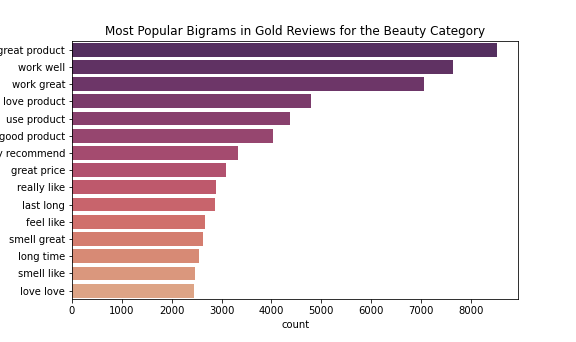 Most Popular Bigrams in Gold Reviews for the Beauty Category
great product
work well
work great
love product
use product
good product
y recommend
great price
really like
last long
feel like
smell great
long time
smell like
love love
0 1000 2000 3000 4000 5000 6000 7000 8000
count